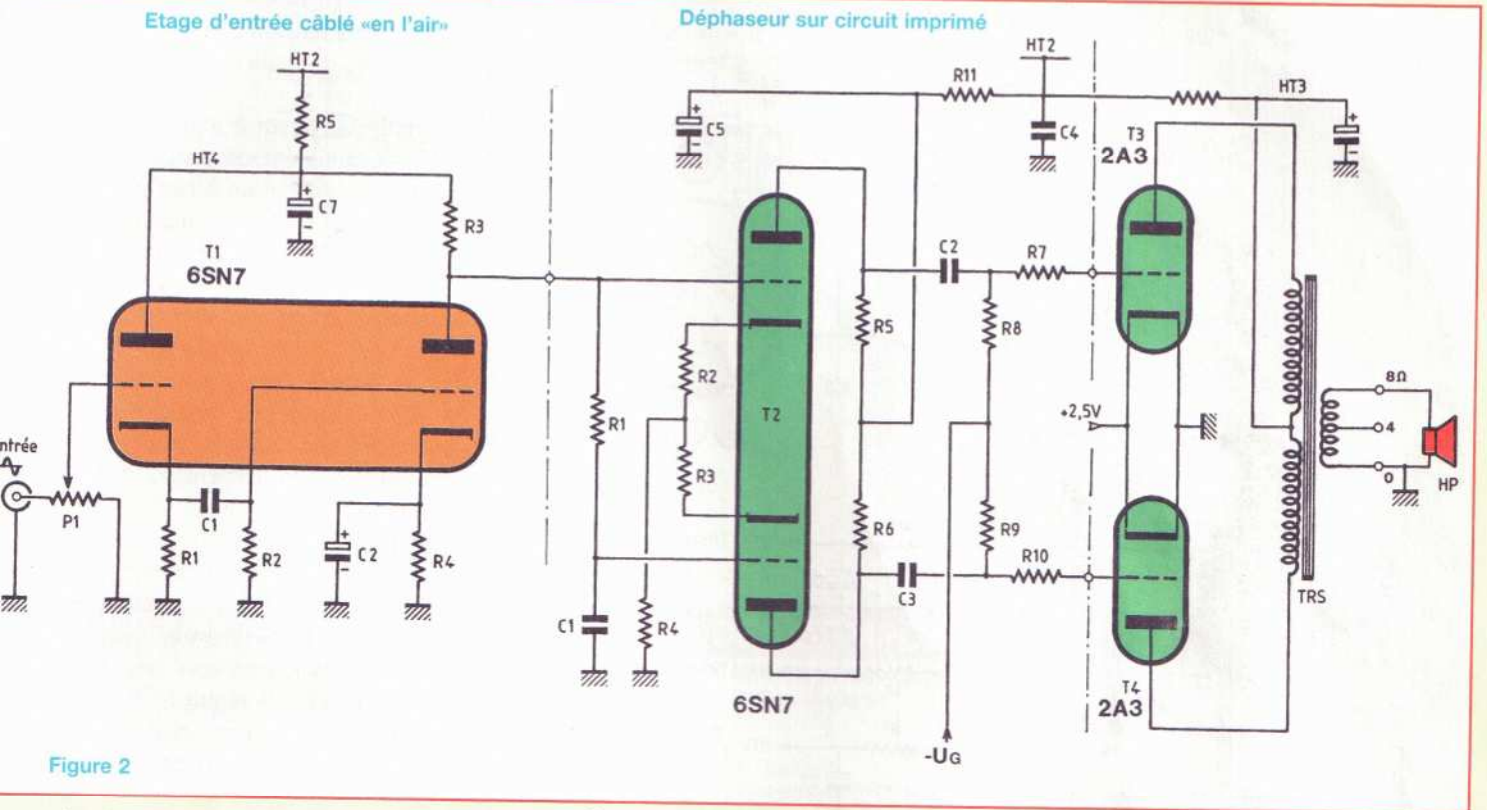 Etage d'entrée câblé «en l'air»
Déphaseur sur circuit imprimé
HT2
R5
HT4
C7
R3
T1
6SN7
ntrée
P1
C1
R1
R2
C2
R4
HT2
R11
HT3
C5
C4
T3
2A3
C2
R7
R5
R8
R2
R1
T2
+2,5V
8Ω
4
0
HP
R3
R6
R9
R10
C3
C1
R4
TRS
6SN7
T4
2A3
-UG
Figure 2